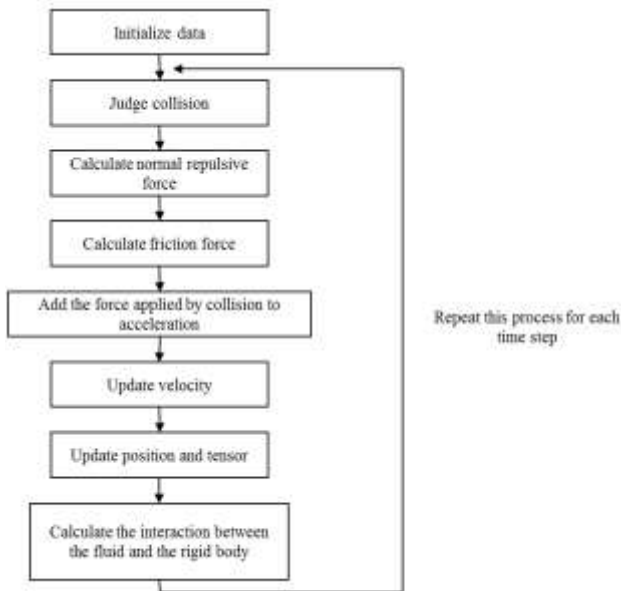 Initialize data
Judge collision
Calculate normal repulsive
force
Calculate friction force
Add the force applied by collision to
acceleration
Repeat this process for each
time step
Update velocity
Update position and tensor
Calculate the interaction between
the fluid and the rigid body